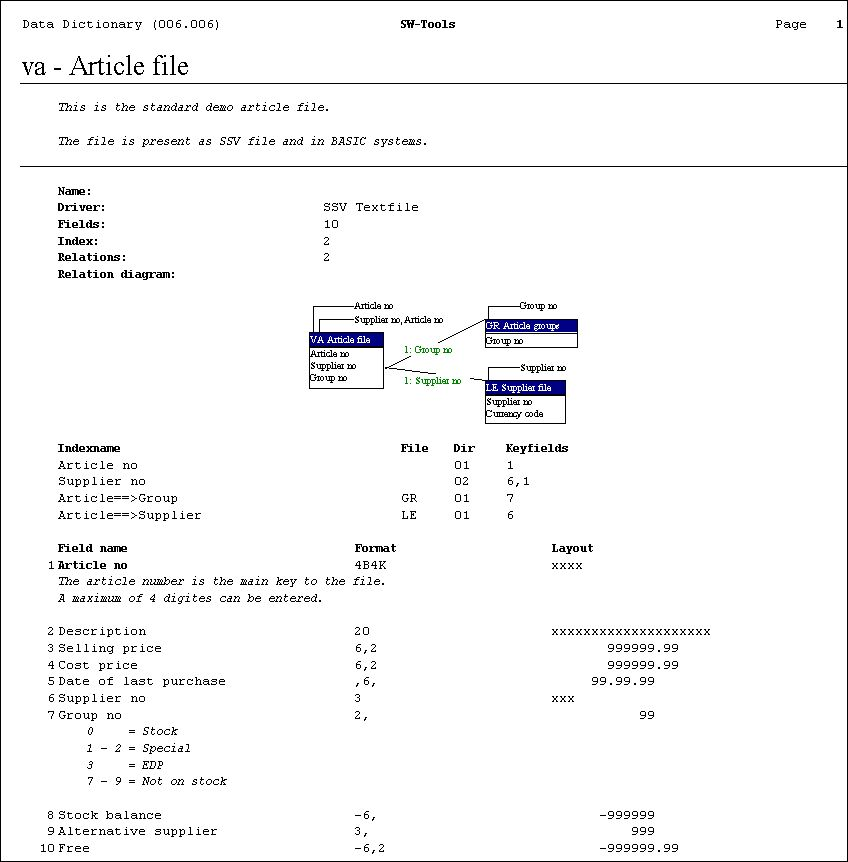 Data Dictionary (006.006) SW-Tools Page 1
va - Article file
This is the standard demo article file.
The file is present as SSV file and in BASIC systems.
Name:
Driver: SSV Textfile
Fields: 10
Index: 2
Relations: 2
Relation diagram:
Article no Group no
Supplier no, Article no GR Article groups
VA Article file Group no
Article no 1: Group no
Supplier no Supplier no
Group no 1: Supplier no LE Supplier file
Supplier no
Currency code
Indexname File Dir Keyfields
Article no 01 1
Supplier no 02 6,1
Article==>Group GR 01 7
Article==>Supplier LE 01 6
Field name Format Layout
1 Article no 4B4K xxxx
The article number is the main key to the file.
A maximum of 4 digites can be entered.
2 Description 20 xxxxxxxxxxxxxxxxxxxx
3 Selling price 6,2 999999.99
4 Cost price 6,2 999999.99
5 Date of last purchase ,6, 99.99.99
6 Supplier no 3 xxx
7 Group no 2, 99
0 = Stock
1 - 2 = Special
3 = EDP
7 - 9 = Not on stock
8 Stock balance -6, -999999
9 Alternative supplier 3, 999
10 Free -6,2 -999999.99